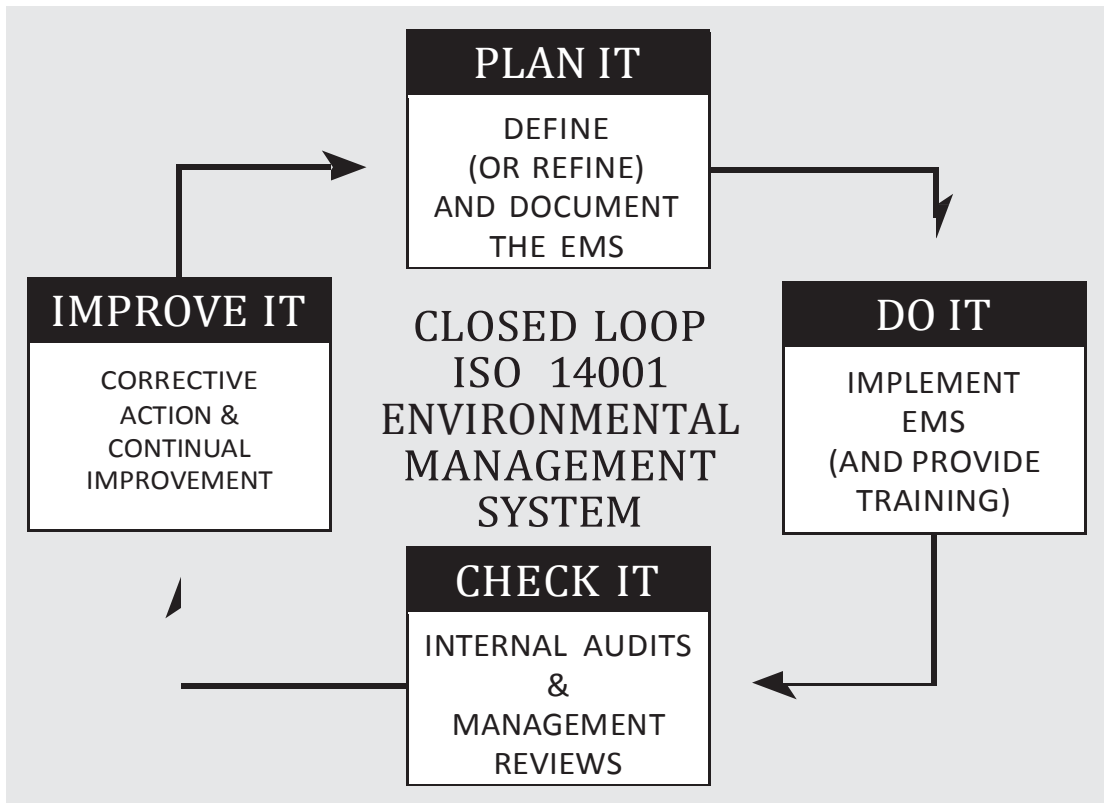 PLAN IT
DEFINE
(OR REFINE)
AND DOCUMENT
THE EMS
IMPROVE IT
CORRECTIVE
ACTION &
CONTINUAL
IMPROVEMENT
CLOSED LOOP
ISO 14001
ENVIRONMENTAL
MANAGEMENT
SYSTEM
DO IT
IMPLEMENT
EMS
(AND PROVIDE
TRAINING)
CHECK IT
INTERNAL AUDITS
&
MANAGEMENT
REVIEWS